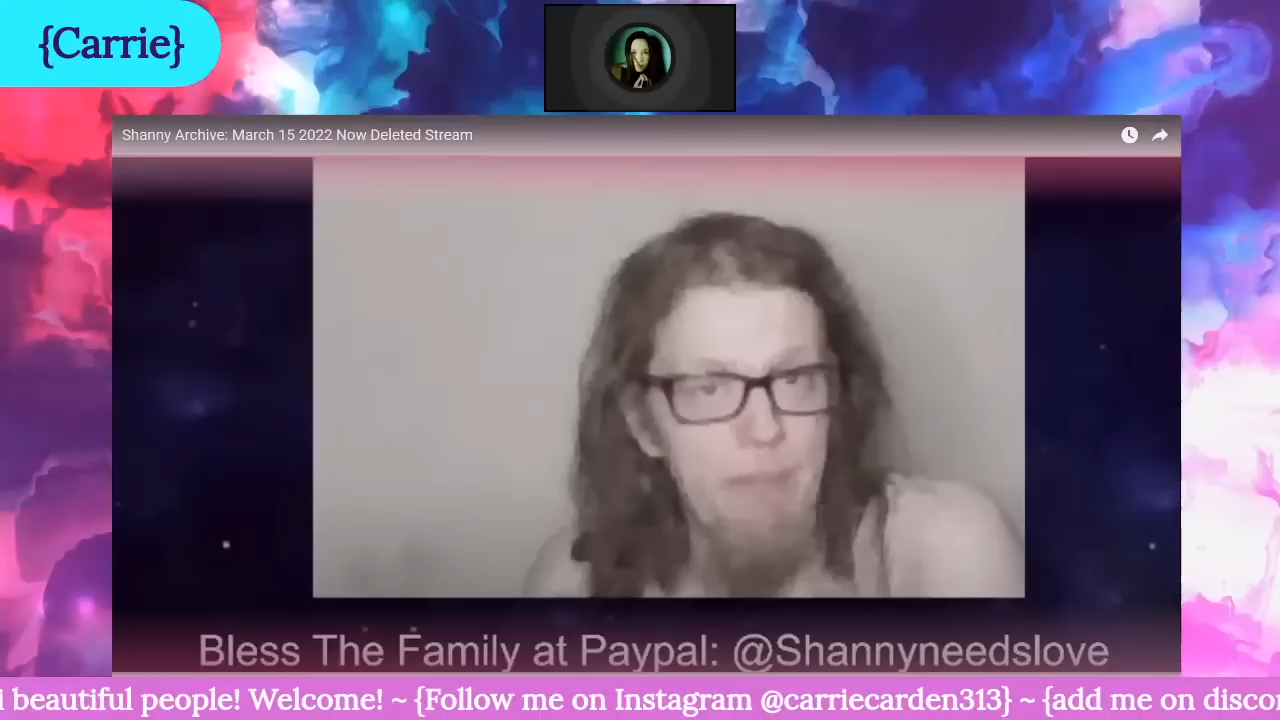 {Carrie}
Shanny Archive: March 15 2022 Now Deleted Stream
Bless The Family at Paypal: @Shannyneedslove
i beautiful people! Welcome! ~ {Follow me on Instagram @carriecarden313} ~ {add me on discor